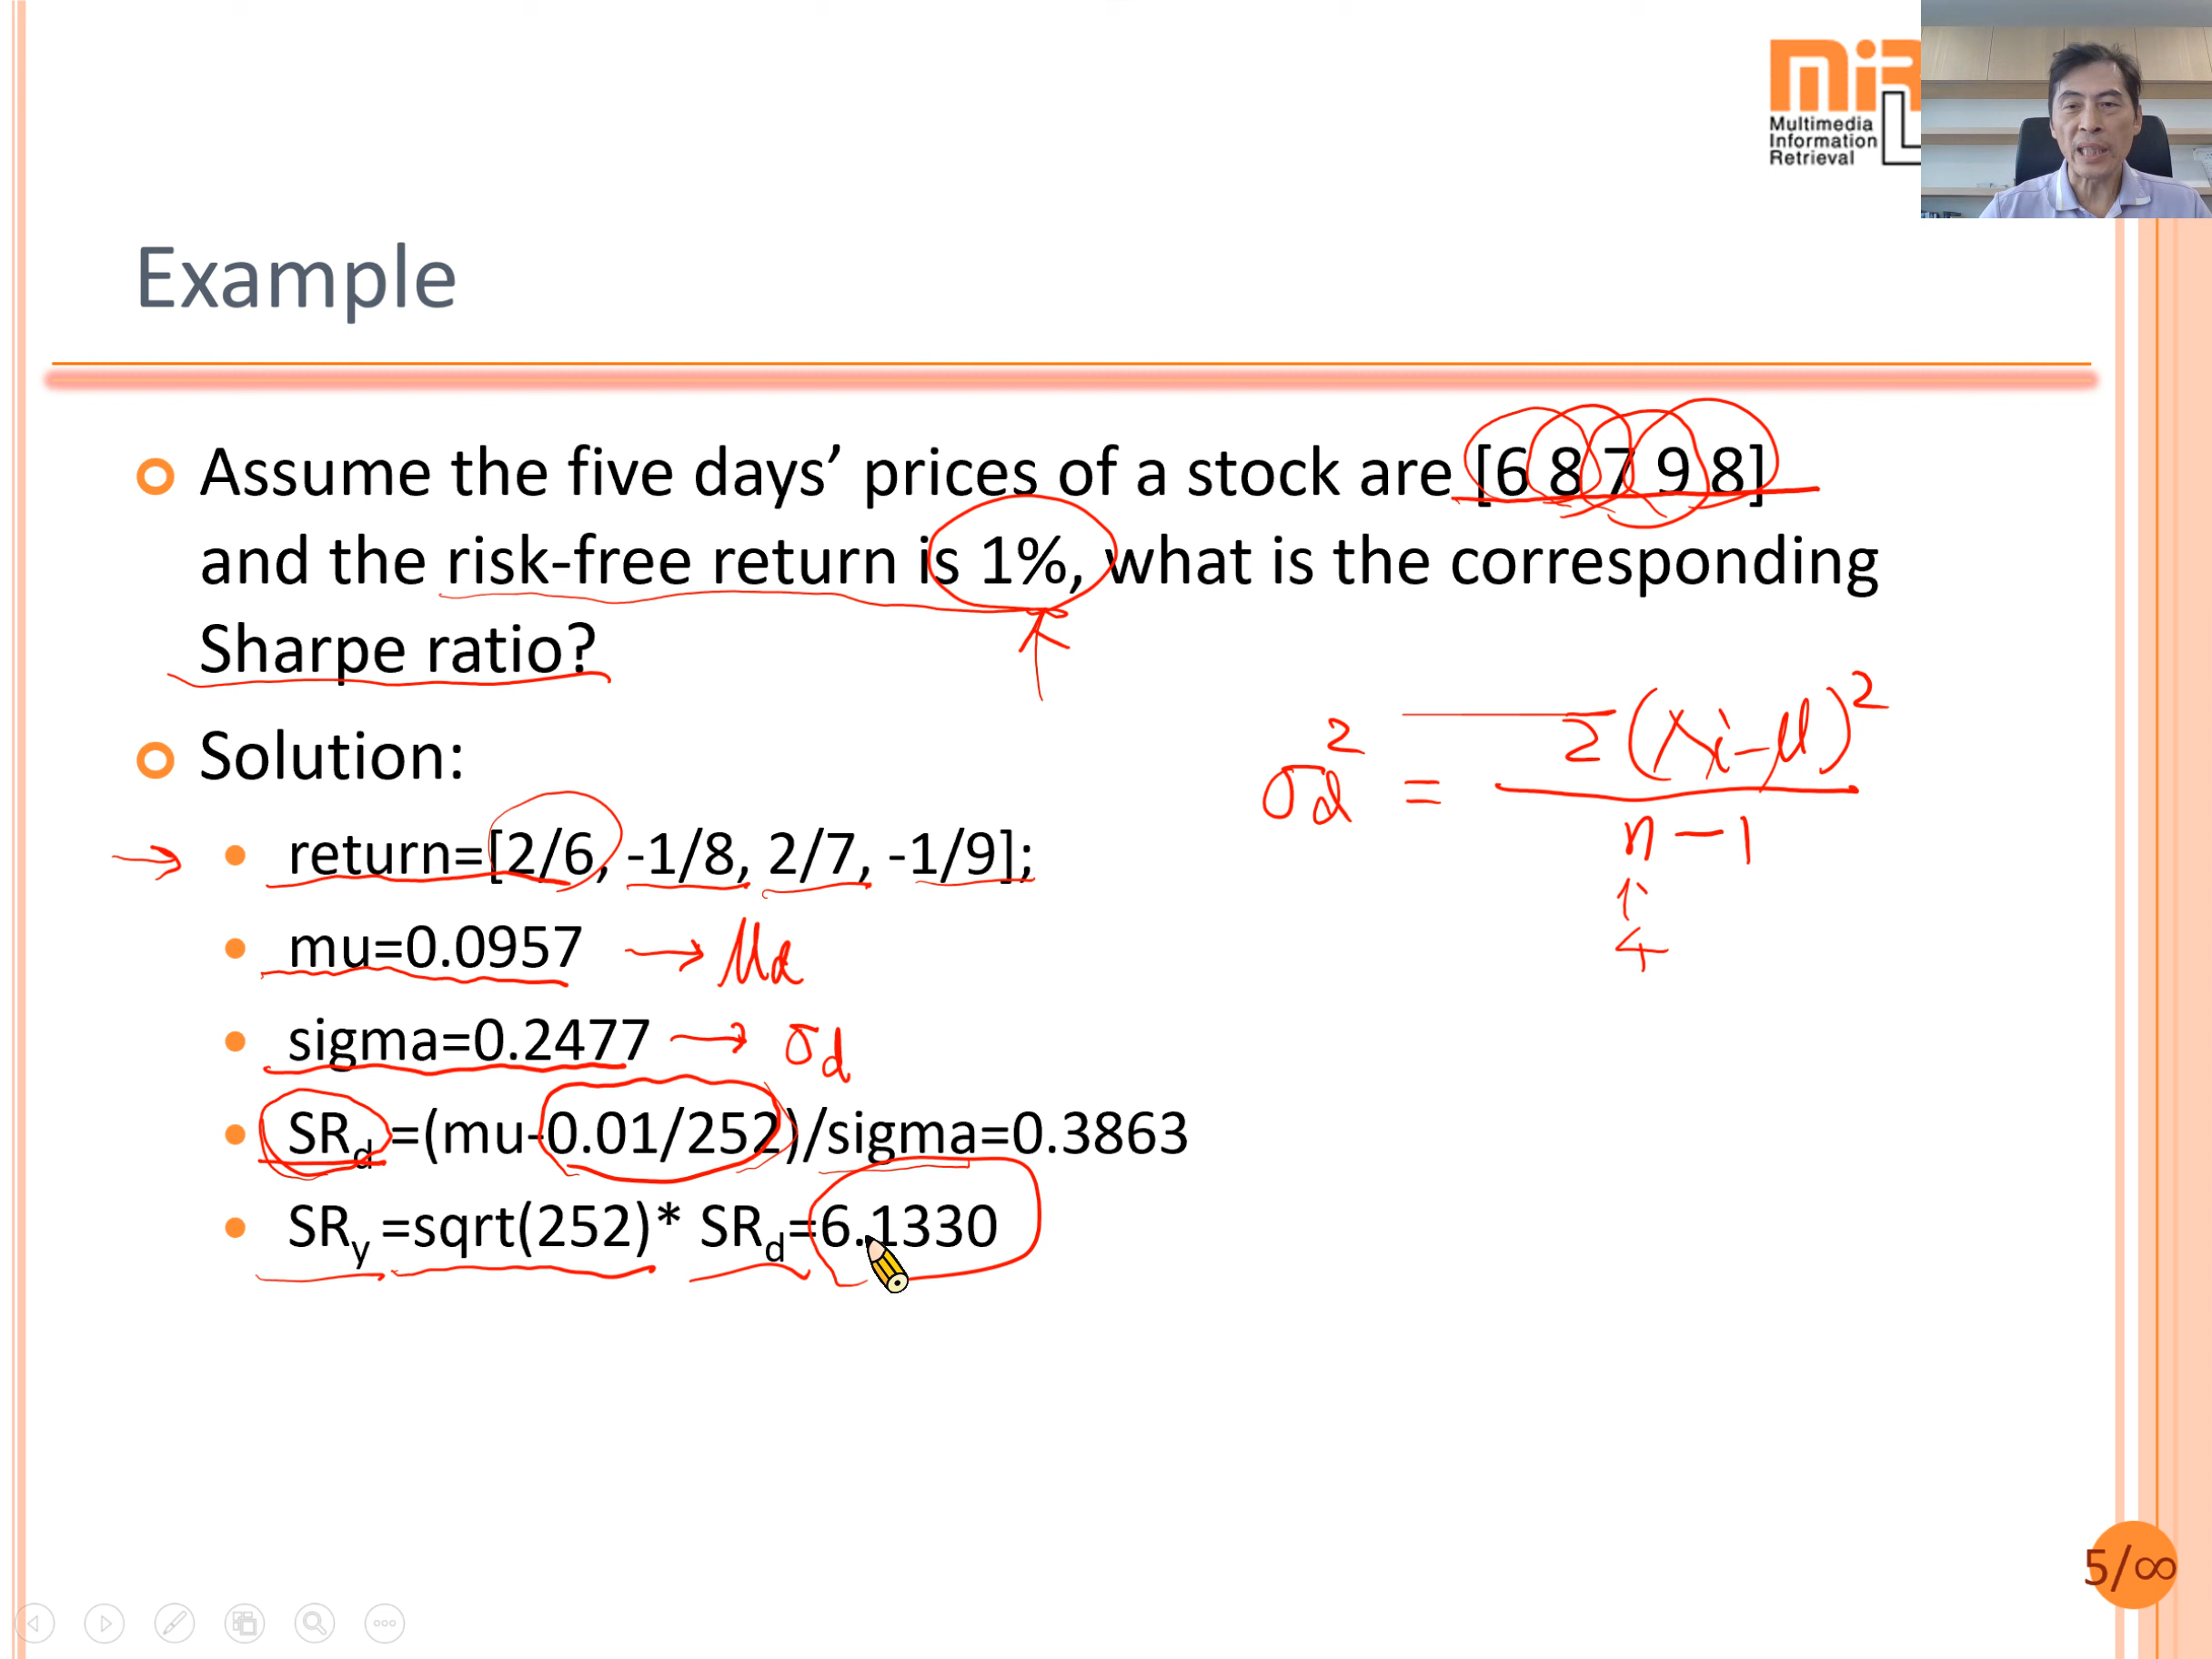 MiR
Multimedia
Information
Retrieval
L
Example
Assume the five days’ prices of a stock are [6 8 7 9 8]
and the risk-free return is 1%, what is the corresponding
Sharpe ratio?
Solution:
σd² = Σ(xi-μ)² / n-1
↑
4
→ return=[2/6, -1/8, 2/7, -1/9];
mu=0.0957 → μd
sigma=0.2477 → σd
SRd =(mu-0.01/252)/sigma=0.3863
SRy =sqrt(252)* SRd=6.1330
5/∞